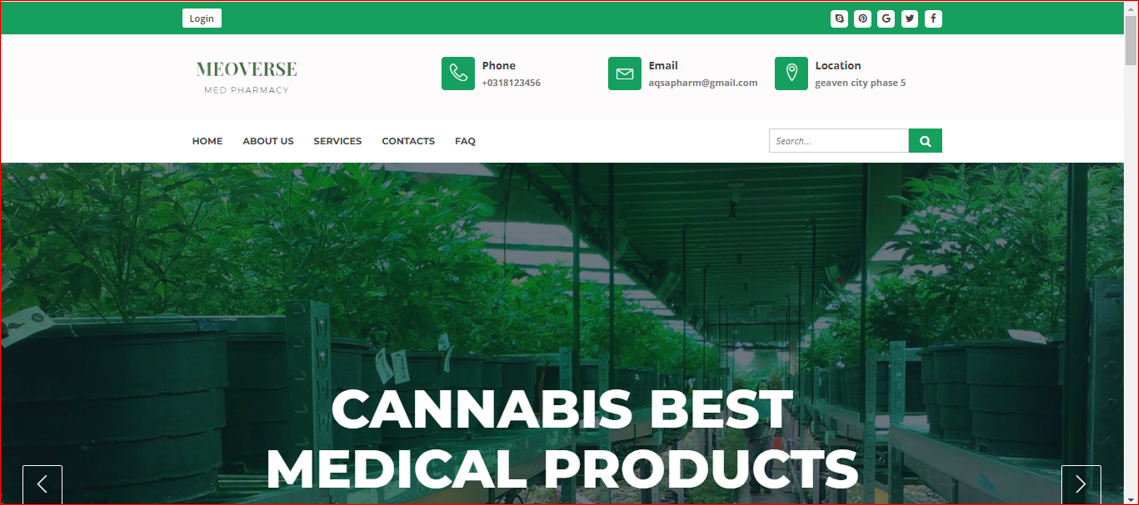 Login
MEOVERSE
MED PHARMACY
Phone
+0318123456
Email
aqsapharm@gmail.com
Location
geaven city phase 5
HOME ABOUT US SERVICES CONTACTS FAQ
Search...
CANNABIS BEST
MEDICAL PRODUCTS